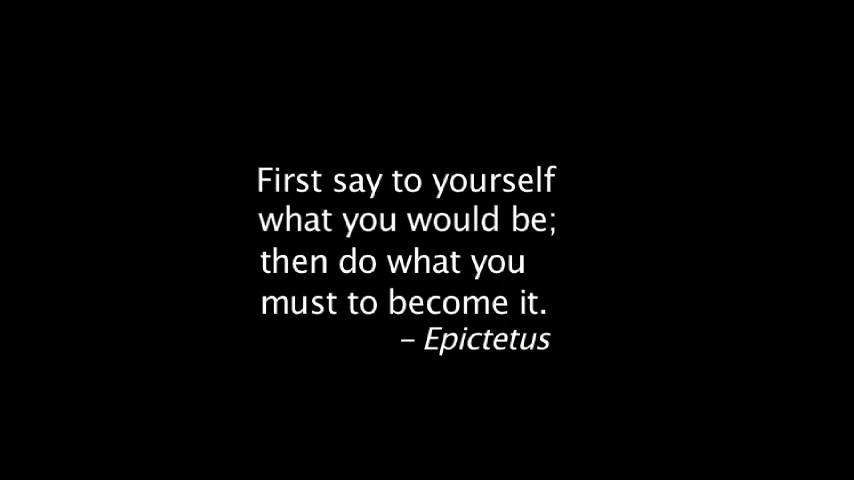 First say to yourself
what you would be;
then do what you
must to become it.
– Epictetus